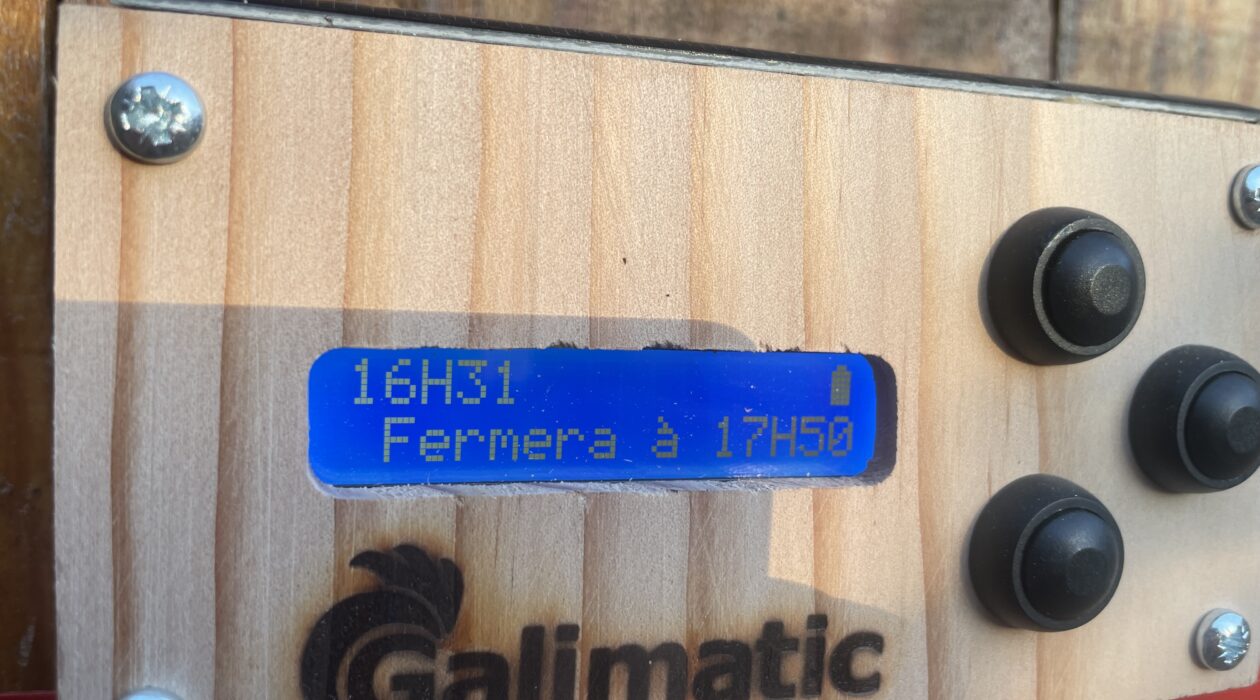 16H31
Fermera à 17H50
Galimatic